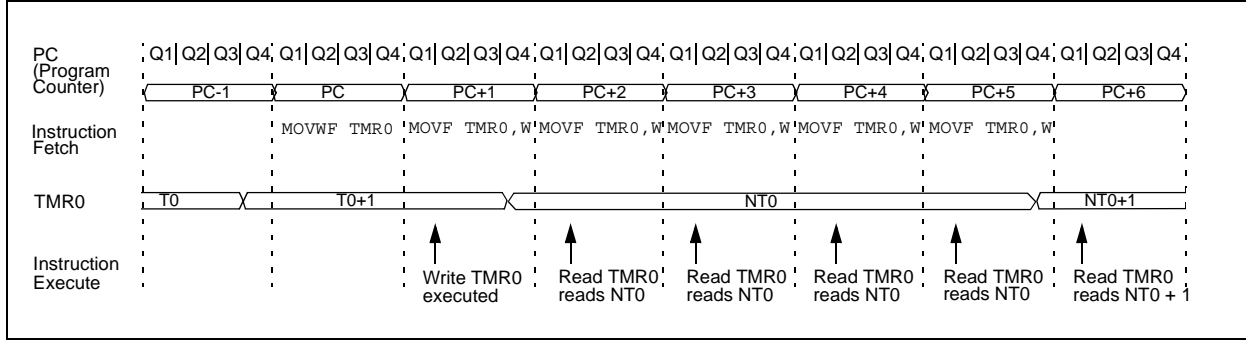 PC
(Program
Counter)
Q1 Q2 Q3 Q4 Q1 Q2 Q3 Q4 Q1 Q2 Q3 Q4 Q1 Q2 Q3 Q4 Q1 Q2 Q3 Q4 Q1 Q2 Q3 Q4 Q1 Q2 Q3 Q4 Q1 Q2 Q3 Q4
PC-1 PC PC+1 PC+2 PC+3 PC+4 PC+5 PC+6
Instruction
Fetch
MOVWF TMR0 MOVF TMR0,W MOVF TMR0,W MOVF TMR0,W MOVF TMR0,W MOVF TMR0,W
TMR0
T0 T0+1 NT0 NT0+1
Instruction
Execute
Write TMR0
executed
Read TMR0
reads NT0
Read TMR0
reads NT0
Read TMR0
reads NT0
Read TMR0
reads NT0
Read TMR0
reads NT0 + 1